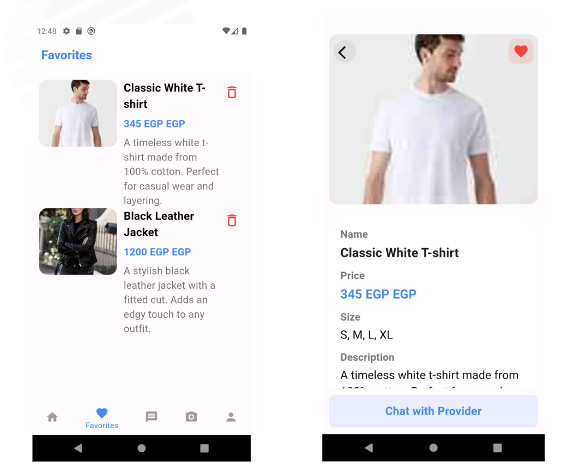 12:48
Favorites
Classic White T-
shirt
345 EGP EGP
A timeless white t-
shirt made from
100% cotton. Perfect
for casual wear and
layering.
Black Leather
Jacket
1200 EGP EGP
A stylish black
leather jacket with a
fitted cut. Adds an
edgy touch to any
outfit.
Favorites
Name
Classic White T-shirt
Price
345 EGP EGP
Size
S, M, L, XL
Description
A timeless white t-shirt made from
Chat with Provider